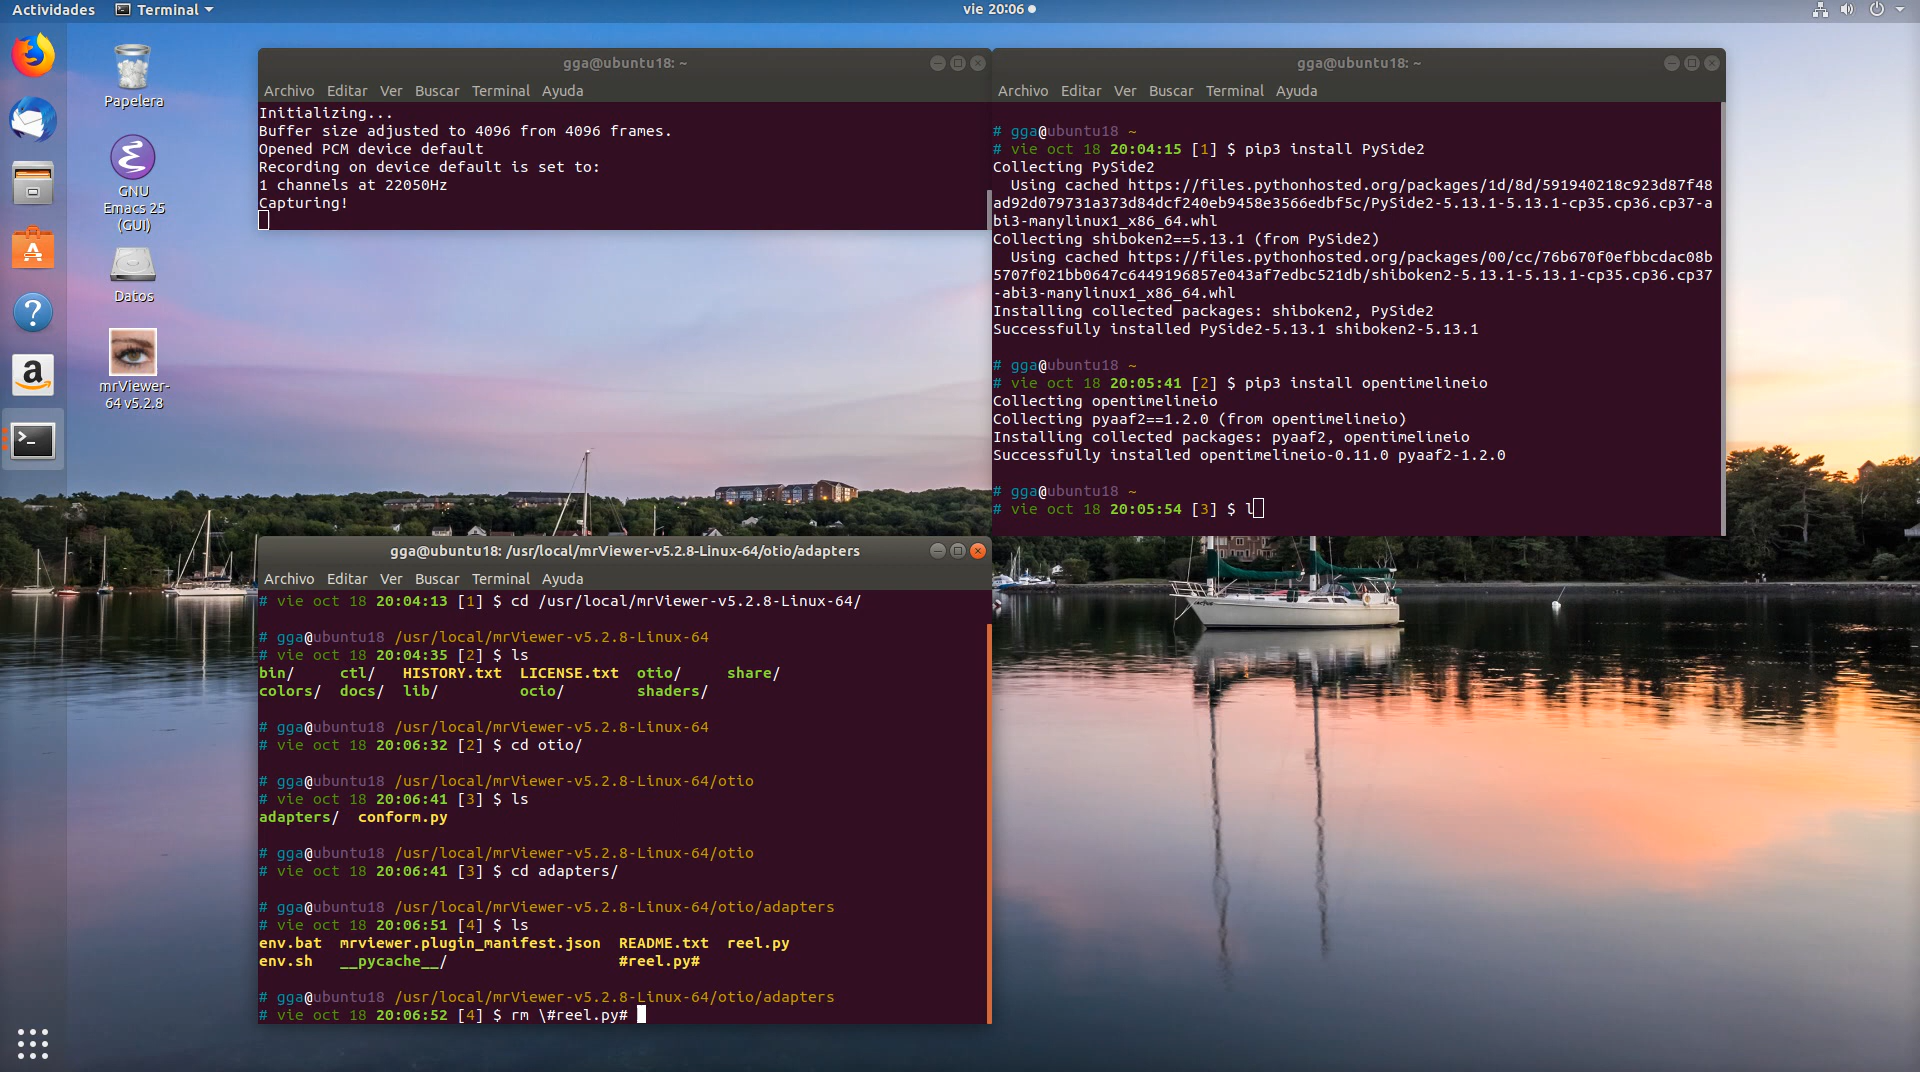 Actividades
Terminal
vie 20:06
Papelera
GNU
Emacs 25
(GUI)
Datos
mrViewer-
64 v5.2.8
gga@ubuntu18: ~
Archivo Editar Ver Buscar Terminal Ayuda
Initializing...
Buffer size adjusted to 4096 from 4096 frames.
Opened PCM device default
Recording on device default is set to:
1 channels at 22050Hz
Capturing!
gga@ubuntu18: ~
Archivo Editar Ver Buscar Terminal Ayuda
# gga@ubuntu18 ~
# vie oct 18 20:04:15 [1] $ pip3 install PySide2
Collecting PySide2
  Using cached https://files.pythonhosted.org/packages/1d/8d/591940218c923d87f48
ad92d079731a373d84dcf240eb9458e3566edbf5c/PySide2-5.13.1-5.13.1-cp35.cp36.cp37-a
bi3-manylinux1_x86_64.whl
Collecting shiboken2==5.13.1 (from PySide2)
  Using cached https://files.pythonhosted.org/packages/00/cc/76b670f0efbbcdac08b
5707f021bb0647c6449196857e043af7edbc521db/shiboken2-5.13.1-5.13.1-cp35.cp36.cp37
-abi3-manylinux1_x86_64.whl
Installing collected packages: shiboken2, PySide2
Successfully installed PySide2-5.13.1 shiboken2-5.13.1
# gga@ubuntu18 ~
# vie oct 18 20:05:41 [2] $ pip3 install opentimelineio
Collecting opentimelineio
Collecting pyaaf2==1.2.0 (from opentimelineio)
Installing collected packages: pyaaf2, opentimelineio
Successfully installed opentimelineio-0.11.0 pyaaf2-1.2.0
# gga@ubuntu18 ~
# vie oct 18 20:05:54 [3] $ l
gga@ubuntu18: /usr/local/mrViewer-v5.2.8-Linux-64/otio/adapters
Archivo Editar Ver Buscar Terminal Ayuda
# vie oct 18 20:04:13 [1] $ cd /usr/local/mrViewer-v5.2.8-Linux-64/
# gga@ubuntu18 /usr/local/mrViewer-v5.2.8-Linux-64
# vie oct 18 20:04:35 [2] $ ls
bin/     ctl/   HISTORY.txt  LICENSE.txt  otio/     share/
colors/  docs/  lib/         ocio/        shaders/
# gga@ubuntu18 /usr/local/mrViewer-v5.2.8-Linux-64
# vie oct 18 20:06:32 [2] $ cd otio/
# gga@ubuntu18 /usr/local/mrViewer-v5.2.8-Linux-64/otio
# vie oct 18 20:06:41 [3] $ ls
adapters/  conform.py
# gga@ubuntu18 /usr/local/mrViewer-v5.2.8-Linux-64/otio
# vie oct 18 20:06:41 [3] $ cd adapters/
# gga@ubuntu18 /usr/local/mrViewer-v5.2.8-Linux-64/otio/adapters
# vie oct 18 20:06:51 [4] $ ls
env.bat  mrviewer.plugin_manifest.json  README.txt  reel.py
env.sh   __pycache__/                   #reel.py#
# gga@ubuntu18 /usr/local/mrViewer-v5.2.8-Linux-64/otio/adapters
# vie oct 18 20:06:52 [4] $ rm \#reel.py#